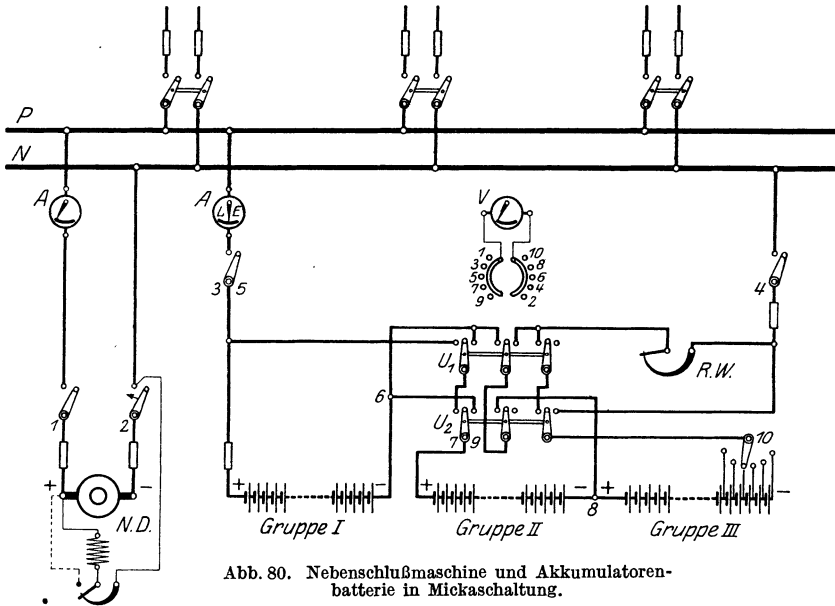 P
N
A
A
L E
V
1 10
3 8
5 6
7 4
9 2
3 5
4
U₁
R.W.
6
U₂
7 9
10
1
2
+ -
N.D.
+ -
Gruppe I
+ -
Gruppe II
8
+ -
Gruppe III
Abb. 80. Nebenschlußmaschine und Akkumulatoren-
batterie in Mickaschaltung.